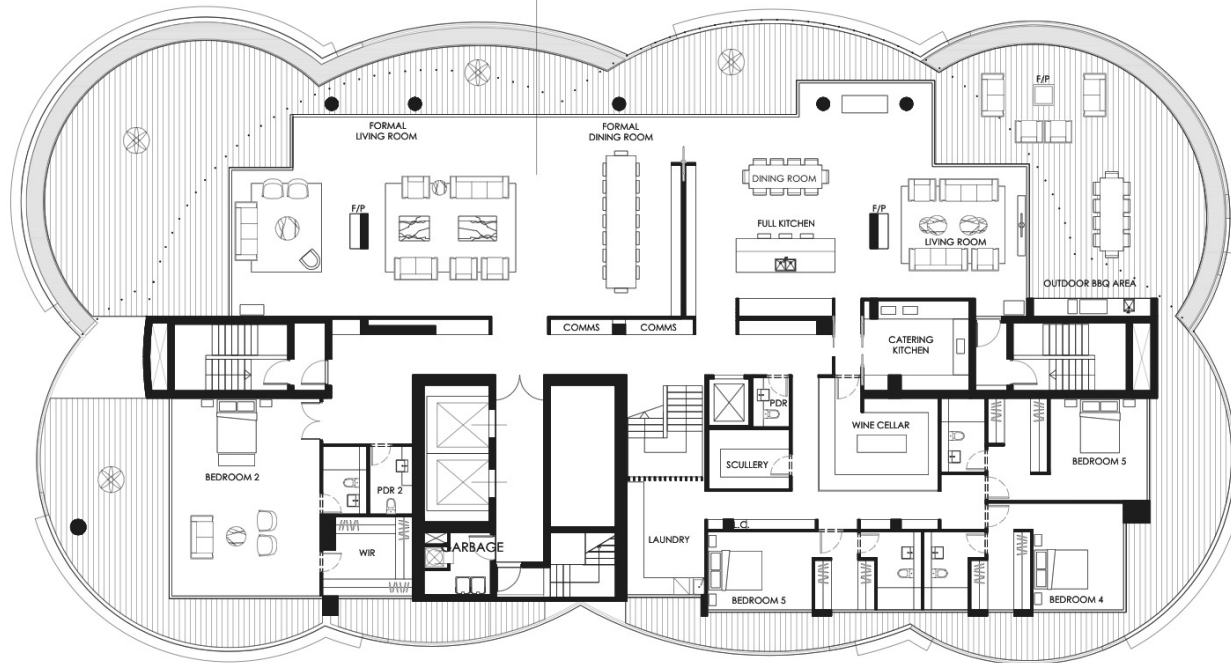 F/P
FORMAL
LIVING ROOM
FORMAL
DINING ROOM
DINING ROOM
F/P
F/P
FULL KITCHEN
LIVING ROOM
OUTDOOR BBQ AREA
COMMS
COMMS
CATERING
KITCHEN
PDR
WINE CELLAR
BEDROOM 2
SCULLERY
BEDROOM 5
PDR 2
L.C.
GARBAGE
LAUNDRY
WIR
BEDROOM 5
BEDROOM 4